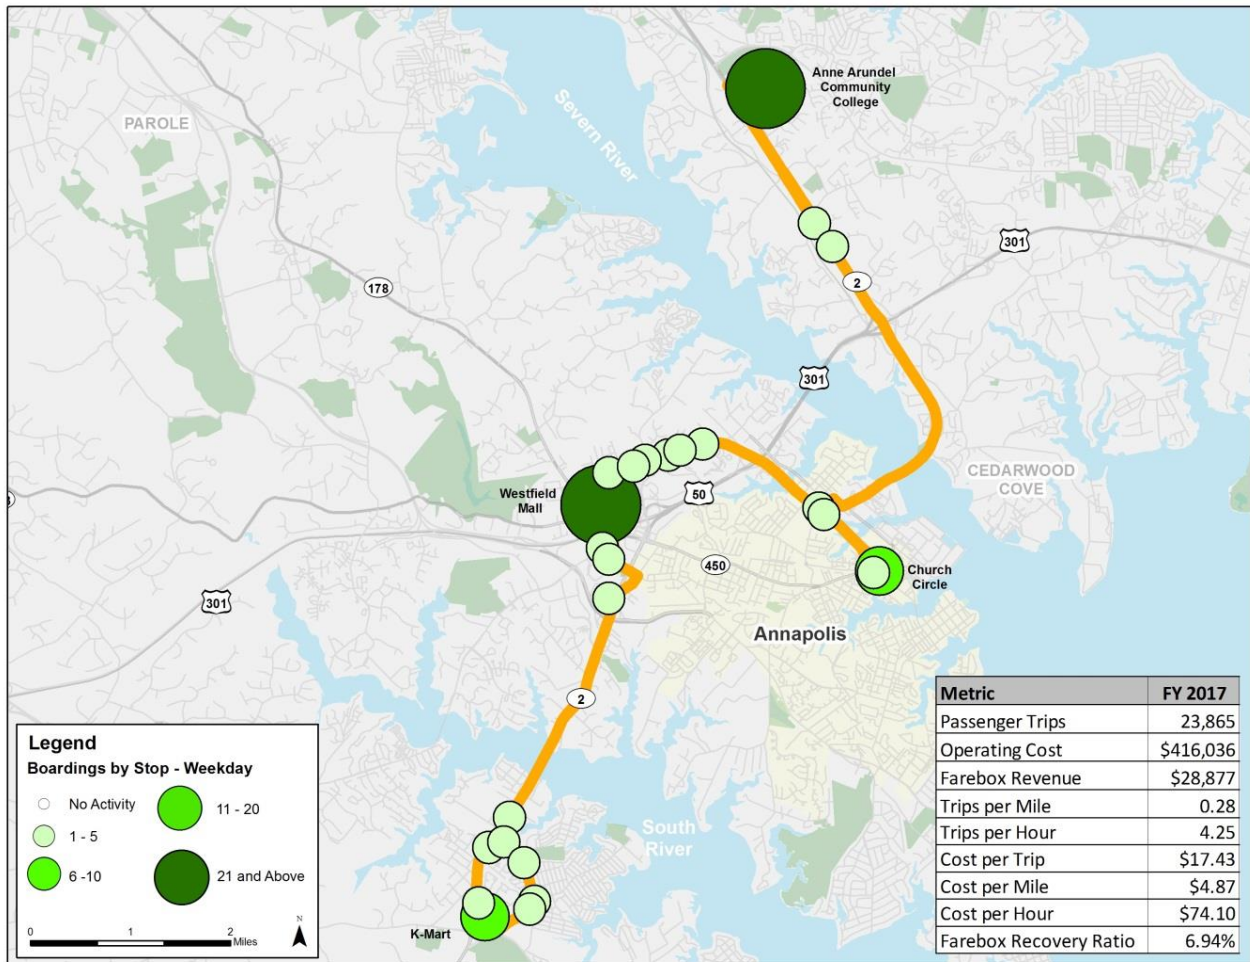 Anne Arundel
Community
College
PAROLE
Severn River
301
2
178
301
CEDARWOOD
COVE
Westfield
Mall
50
450
Church
Circle
301
Annapolis
2
South
River
K-Mart
Legend
Boardings by Stop - Weekday
No Activity
11 - 20
1 - 5
6 -10
21 and Above
N
0 1 2
Miles
Metric FY 2017
Passenger Trips 23,865
Operating Cost $416,036
Farebox Revenue $28,877
Trips per Mile 0.28
Trips per Hour 4.25
Cost per Trip $17.43
Cost per Mile $4.87
Cost per Hour $74.10
Farebox Recovery Ratio 6.94%